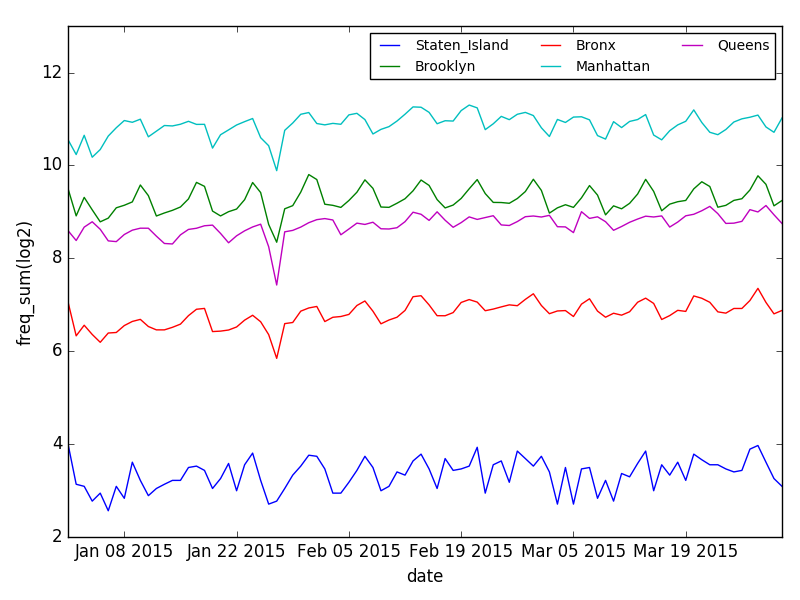 Staten_Island Bronx Queens
Brooklyn Manhattan
12
10
8
6
4
2
freq_sum(log2)
Jan 08 2015 Jan 22 2015 Feb 05 2015 Feb 19 2015 Mar 05 2015 Mar 19 2015
date